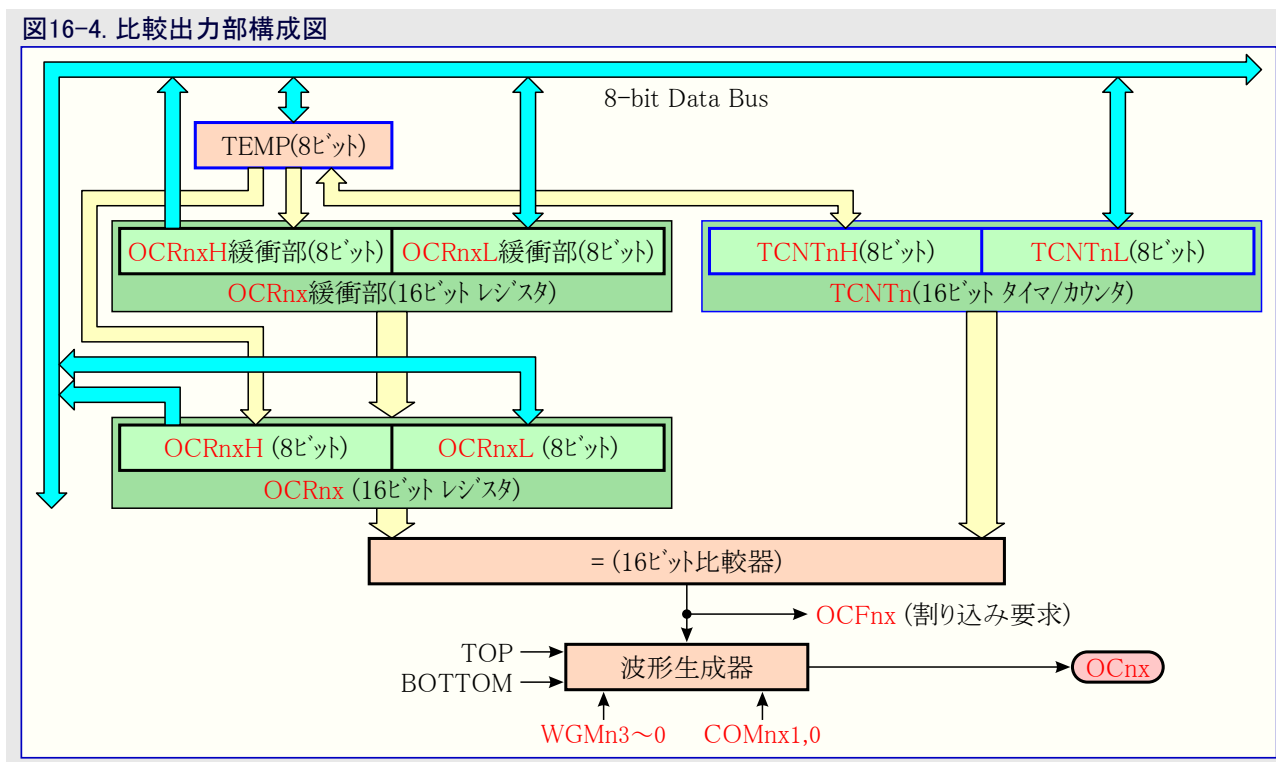 図16-4. 比較出力部構成図
8-bit Data Bus
TEMP(8ﾋﾞｯﾄ)
OCRnxH緩衝部(8ﾋﾞｯﾄ) OCRnxL緩衝部(8ﾋﾞｯﾄ)
OCRnx緩衝部(16ﾋﾞｯﾄ ﾚｼﾞｽﾀ)
TCNTnH(8ﾋﾞｯﾄ) TCNTnL(8ﾋﾞｯﾄ)
TCNTn(16ﾋﾞｯﾄ ﾀｲﾏ/ｶｳﾝﾀ)
OCRnxH (8ﾋﾞｯﾄ) OCRnxL (8ﾋﾞｯﾄ)
OCRnx (16ﾋﾞｯﾄ ﾚｼﾞｽﾀ)
= (16ﾋﾞｯﾄ比較器)
OCFnx (割り込み要求)
TOP
BOTTOM
波形生成器
OCnx
WGMn3～0 COMnx1,0